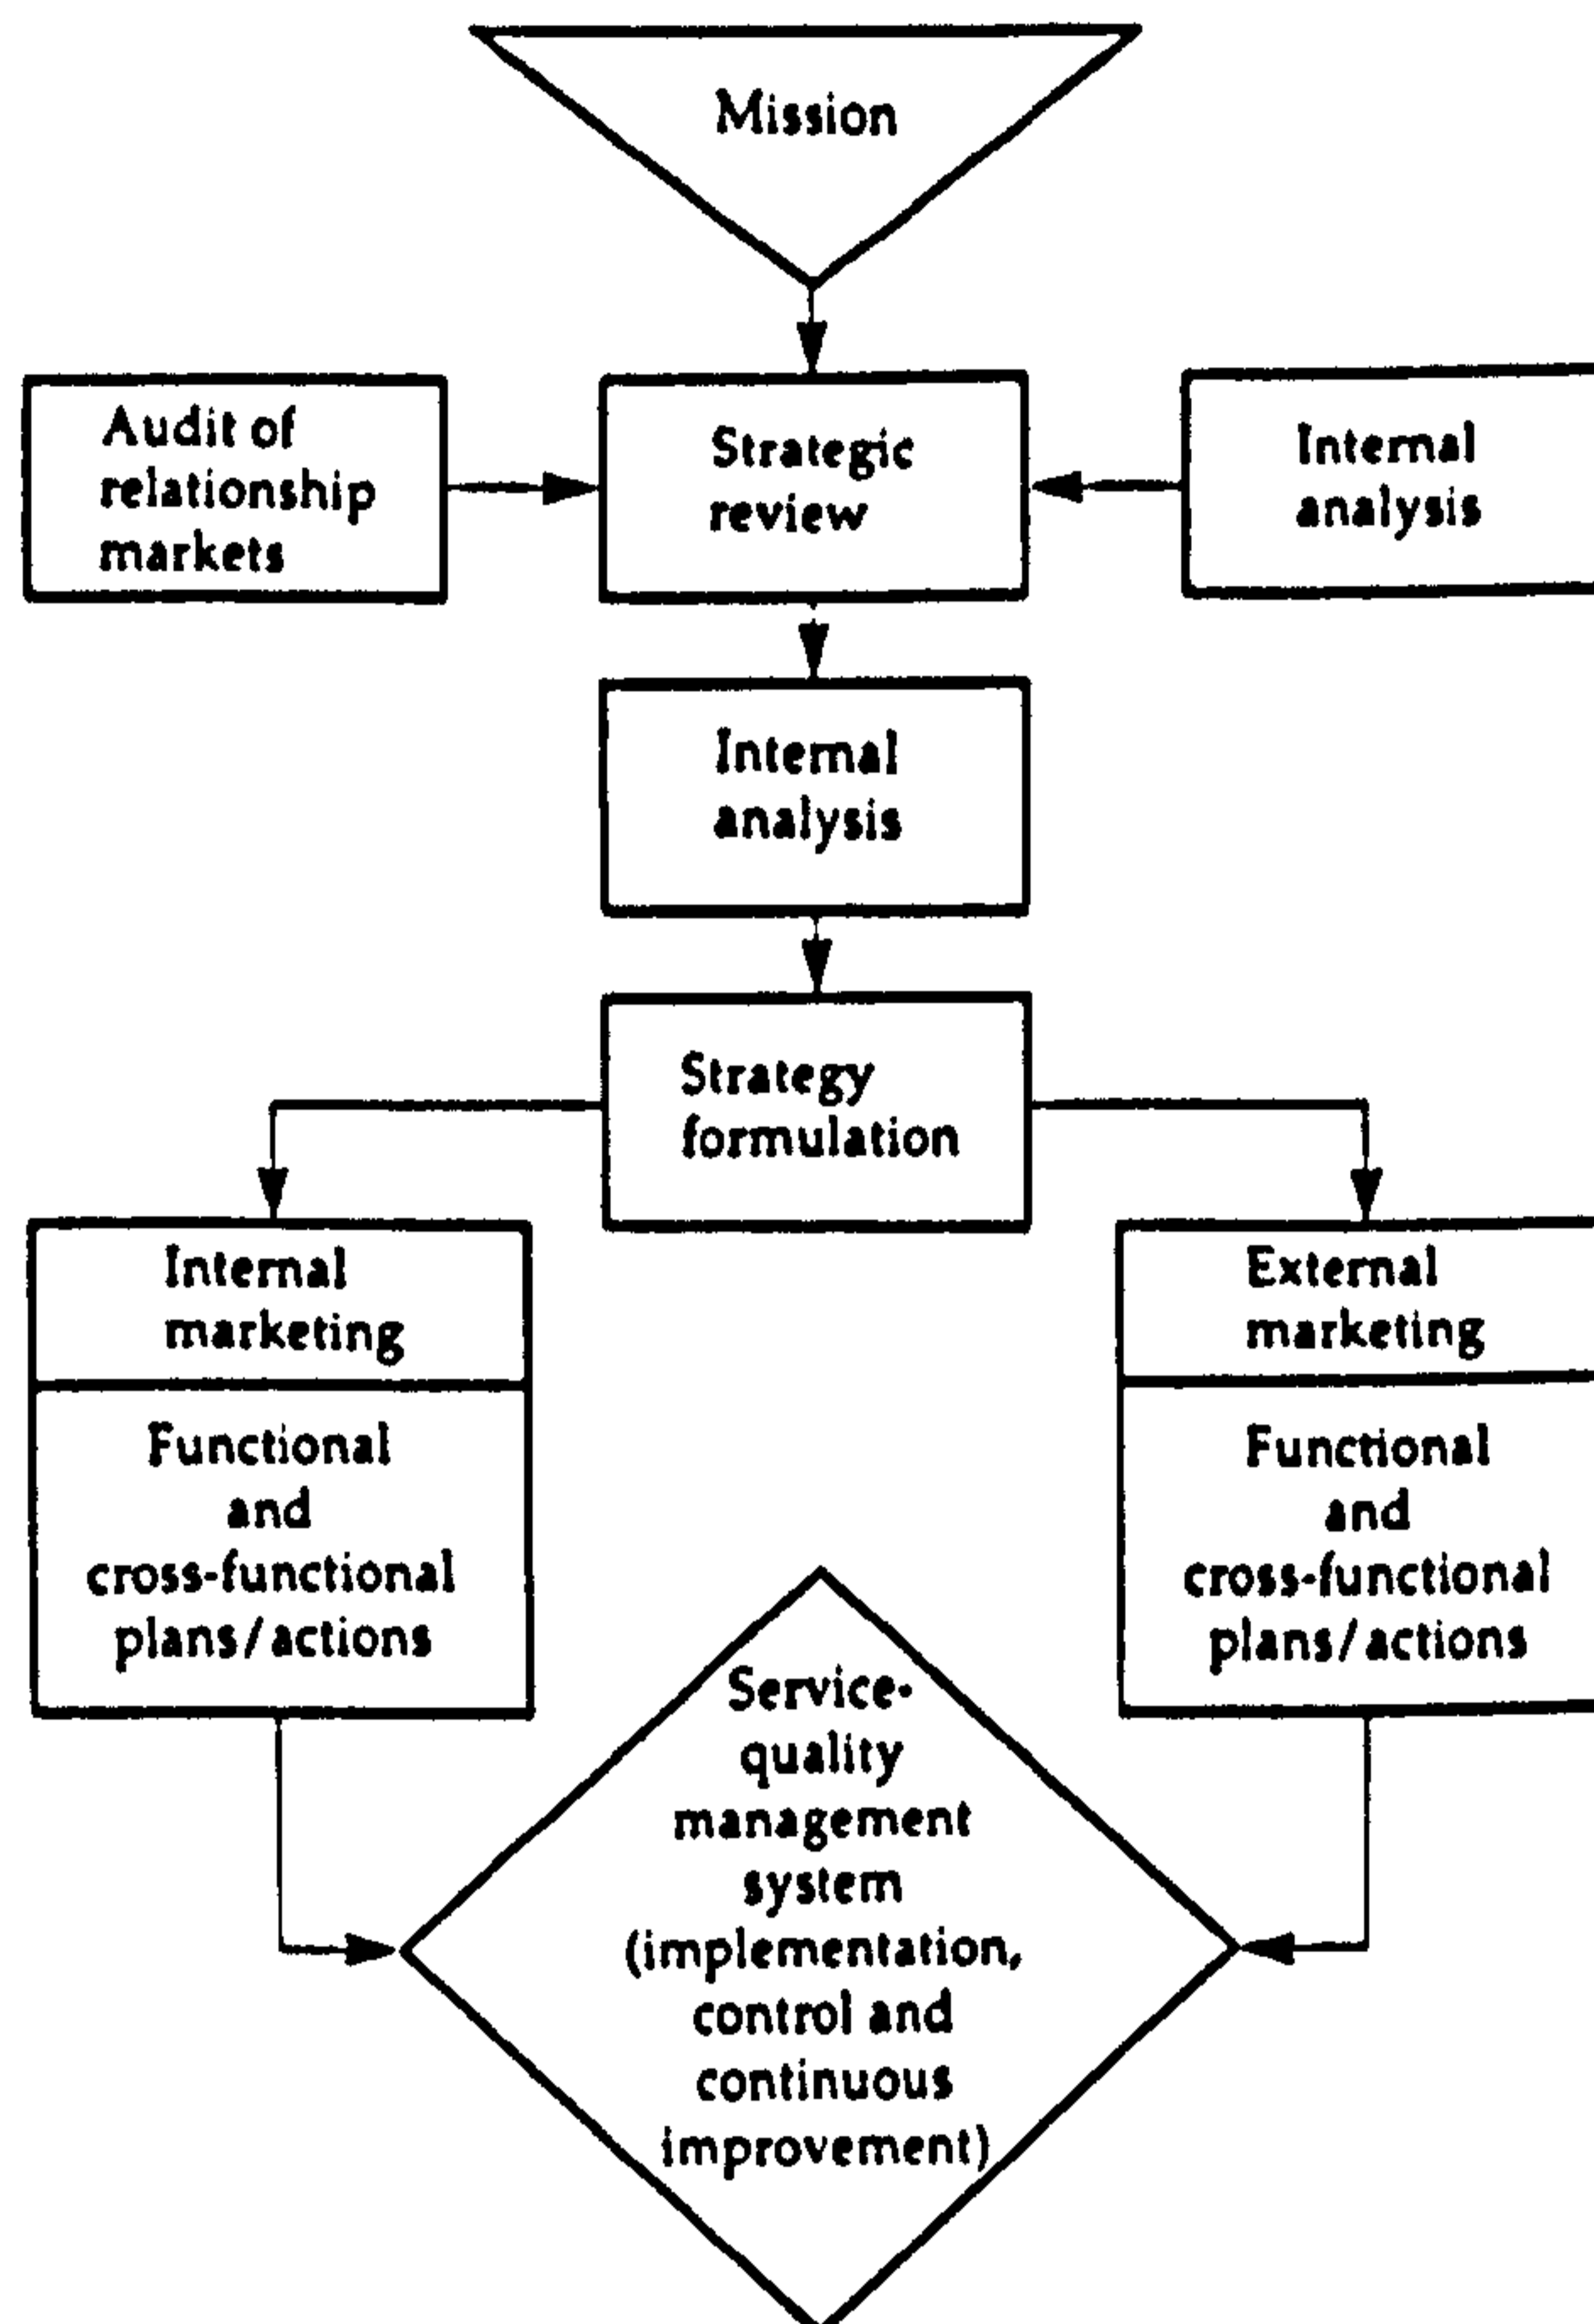 Mission
Audit of
relationship
markets
Strategic
review
Internal
analysis
Internal
analysis
Strategy
formulation
Internal
marketing
Functional
and
cross-functional
plans/actions
External
marketing
Functional
and
cross-functional
plans/actions
Service-
quality
management
system
(implementation,
control and
continuous
improvement)